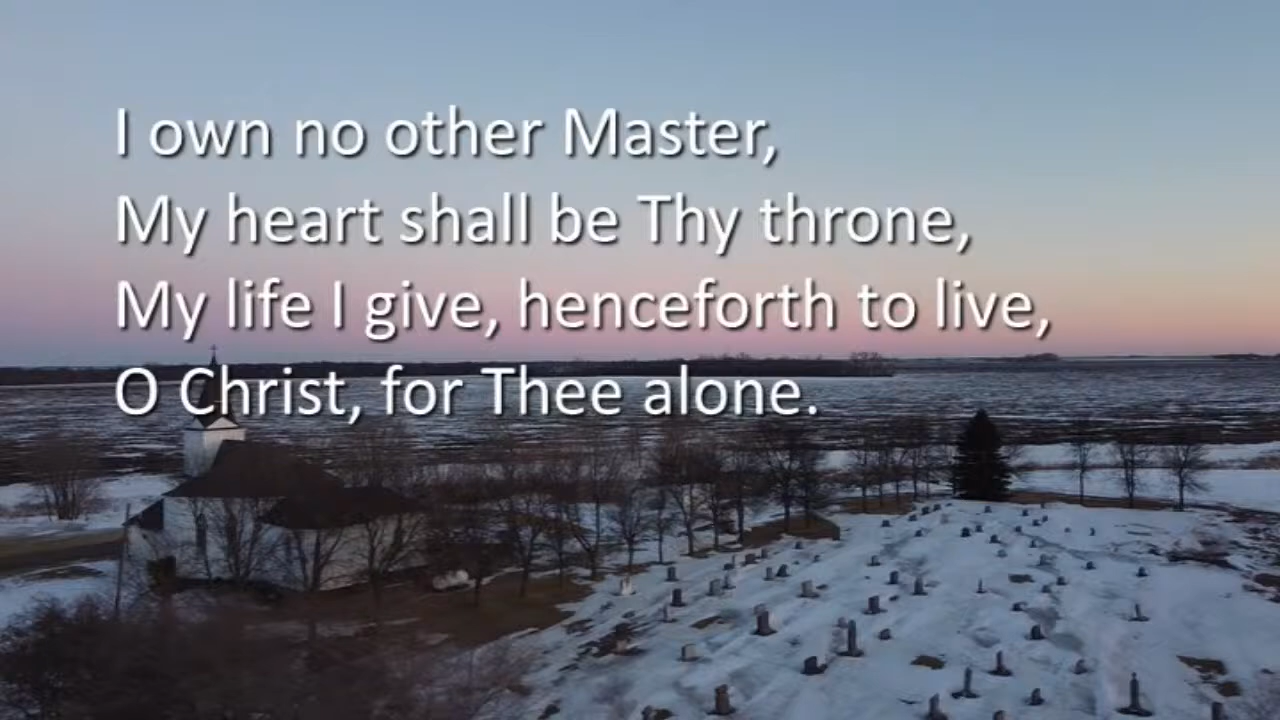 I own no other Master,
My heart shall be Thy throne,
My life I give, henceforth to live,
O Christ, for Thee alone.